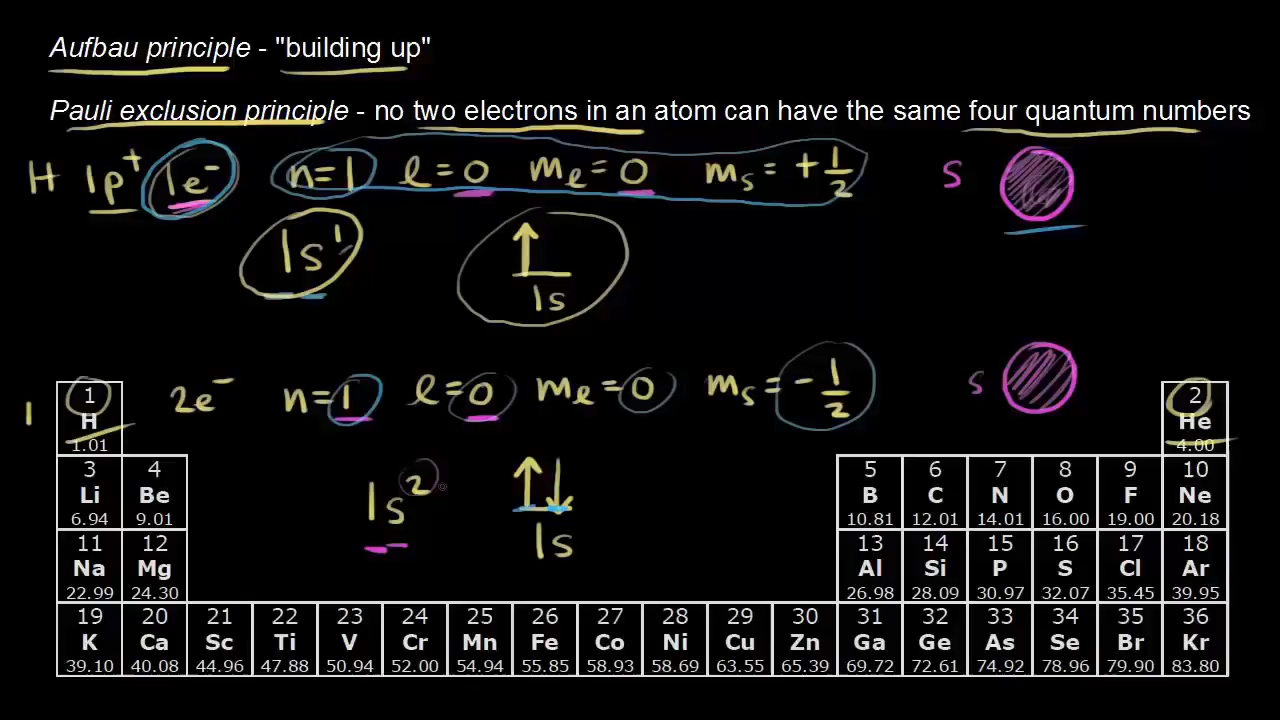 Aufbau principle - "building up"
Pauli exclusion principle - no two electrons in an atom can have the same four quantum numbers
H 1p⁺ 1e⁻ n=1 l=0 mₗ=0 mₛ=+1/2 S
1s¹
1s
1 2e⁻ n=1 l=0 mₗ=0 mₛ=-1/2 s
1s²
1s
1 2
H He
1.01 4.00
3 4 5 6 7 8 9 10
Li Be B C N O F Ne
6.94 9.01 10.81 12.01 14.01 16.00 19.00 20.18
11 12 13 14 15 16 17 18
Na Mg Al Si P S Cl Ar
22.99 24.30 26.98 28.09 30.97 32.07 35.45 39.95
19 20 21 22 23 24 25 26 27 28 29 30 31 32 33 34 35 36
K Ca Sc Ti V Cr Mn Fe Co Ni Cu Zn Ga Ge As Se Br Kr
39.10 40.08 44.96 47.88 50.94 52.00 54.94 55.85 58.93 58.69 63.55 65.39 69.72 72.61 74.92 78.96 79.90 83.80